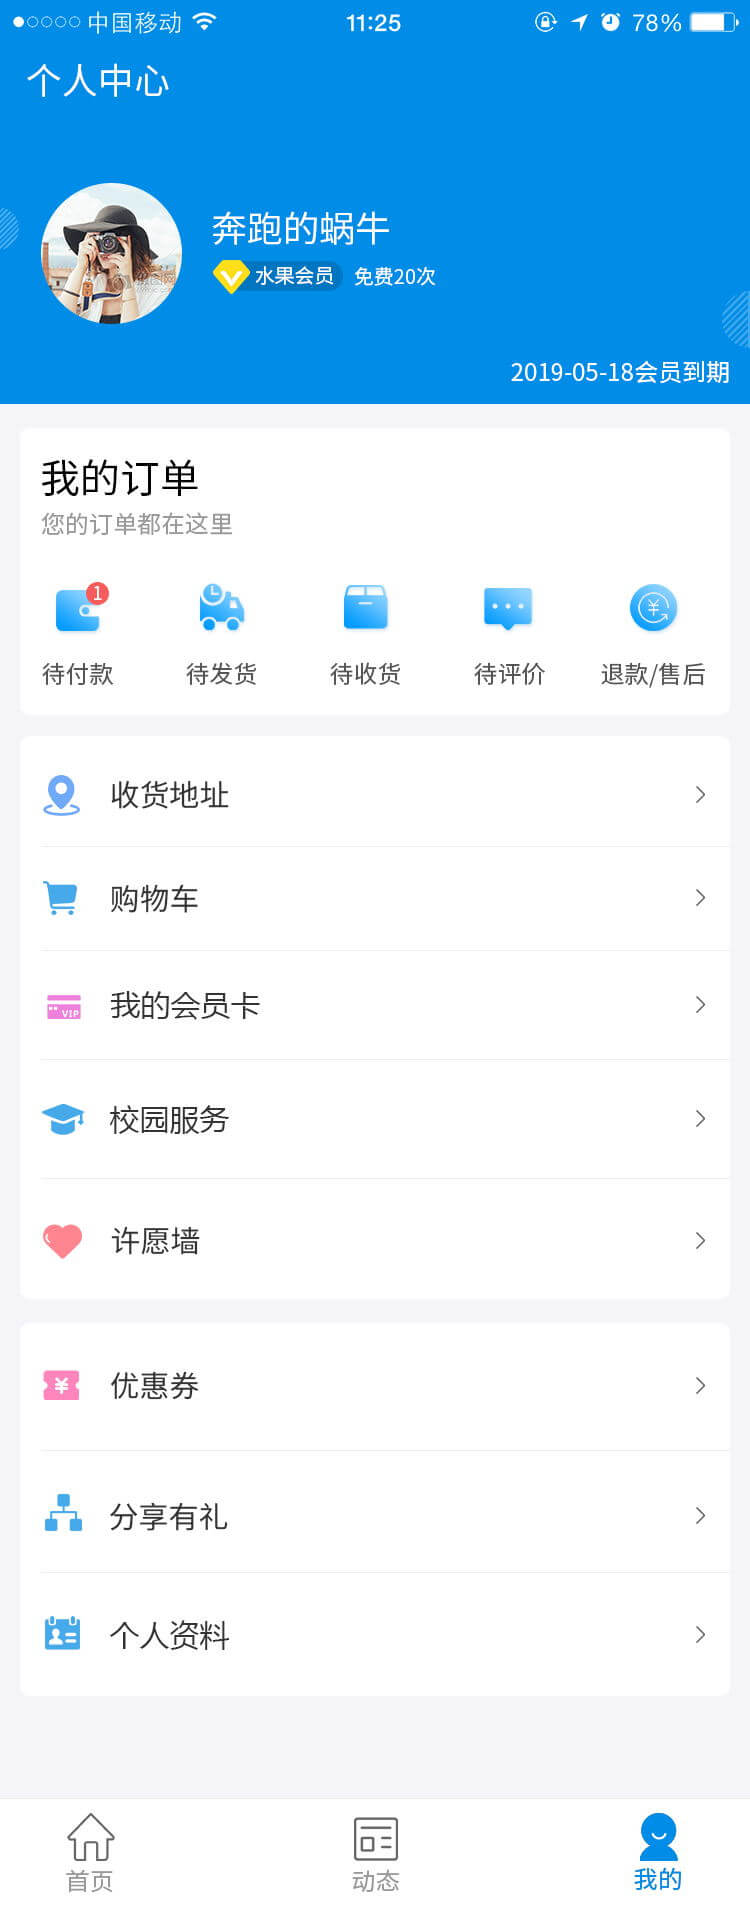 中国移动 11:25 78%
个人中心
奔跑的蜗牛
水果会员 免费20次
2019-05-18会员到期
我的订单
您的订单都在这里
1
待付款 待发货 待收货 待评价 退款/售后
收货地址
购物车
VIP
我的会员卡
校园服务
许愿墙
优惠券
分享有礼
个人资料
首页 动态 我的